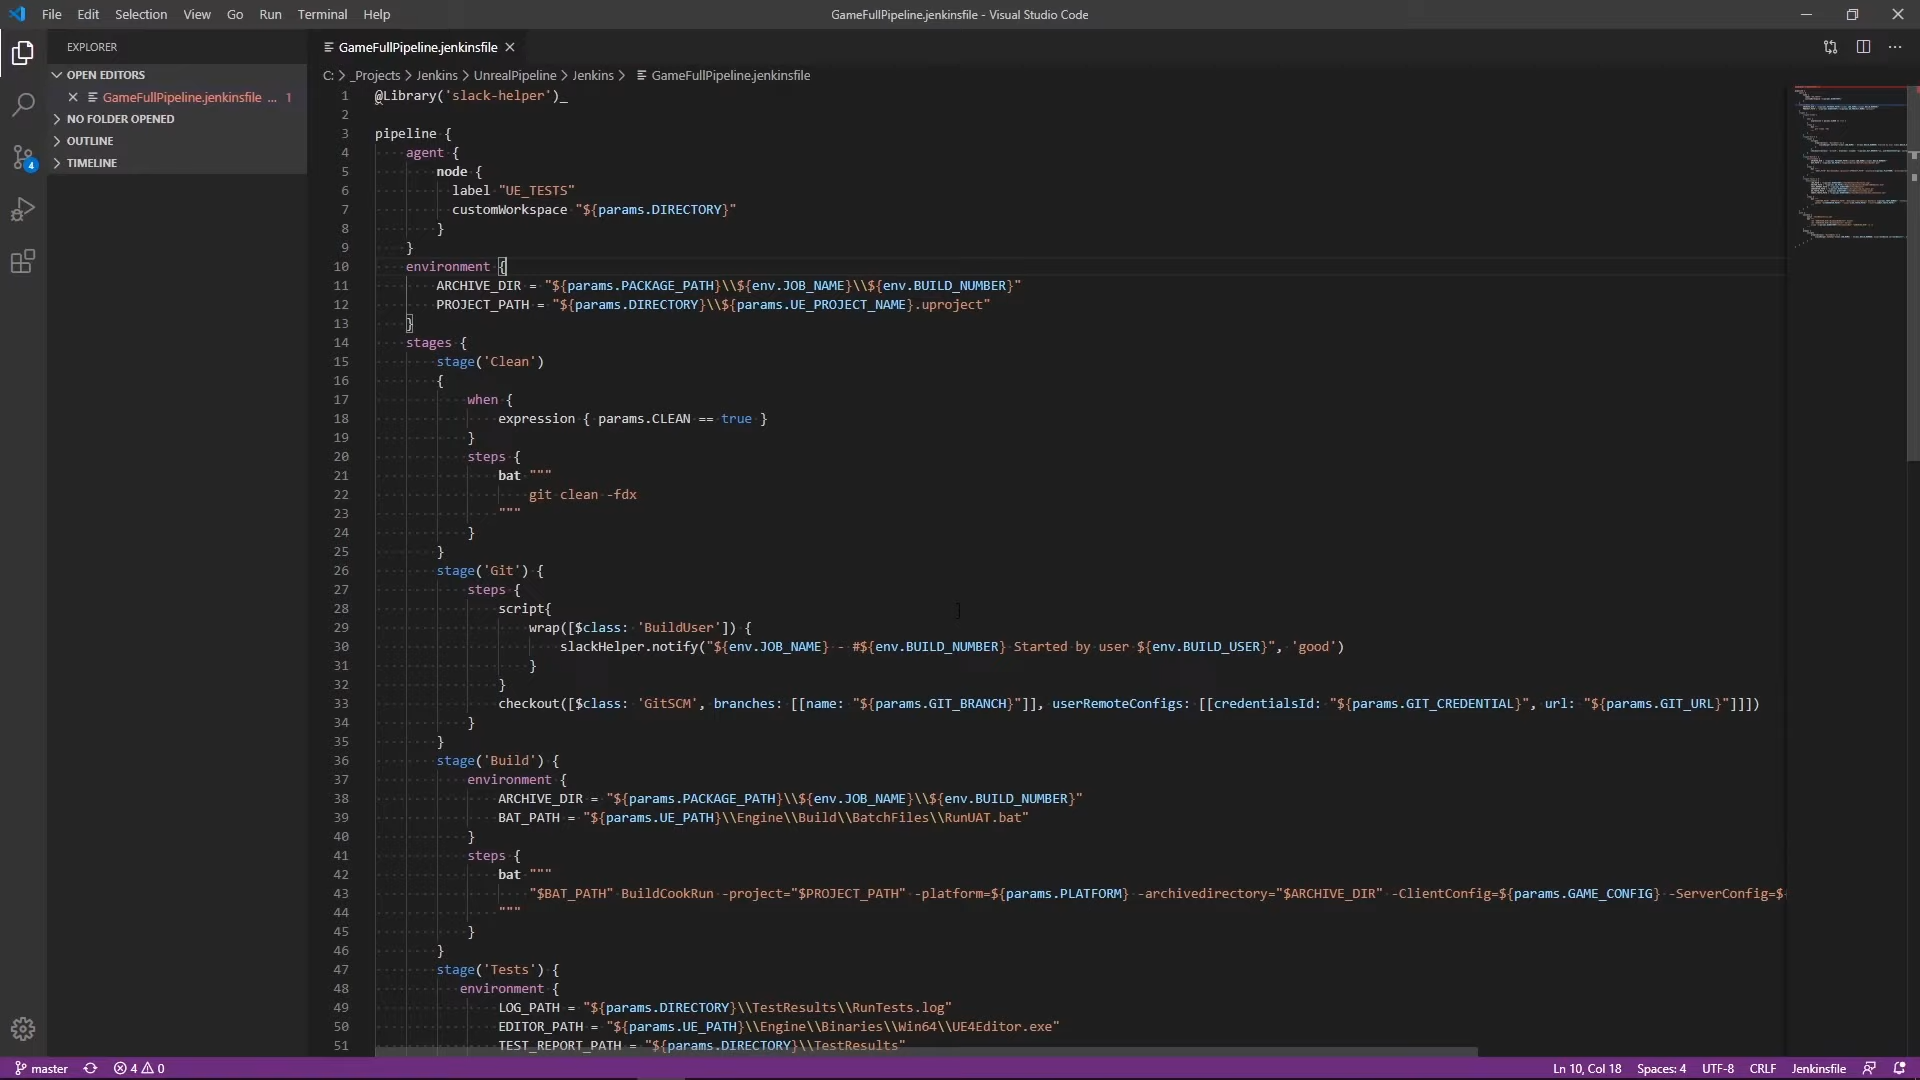 File Edit Selection View Go Run Terminal Help
GameFullPipeline.jenkinsfile - Visual Studio Code
EXPLORER
OPEN EDITORS
GameFullPipeline.jenkinsfile ... 1
NO FOLDER OPENED
OUTLINE
TIMELINE
4
GameFullPipeline.jenkinsfile
C: > _Projects > Jenkins > UnrealPipeline > Jenkins > GameFullPipeline.jenkinsfile
1 @Library('slack-helper')_
2
3 pipeline {
4 agent {
5 node {
6 label "UE_TESTS"
7 customWorkspace "${params.DIRECTORY}"
8 }
9 }
10 environment {
11 ARCHIVE_DIR = "${params.PACKAGE_PATH}\\${env.JOB_NAME}\\${env.BUILD_NUMBER}"
12 PROJECT_PATH = "${params.DIRECTORY}\\${params.UE_PROJECT_NAME}.uproject"
13 }
14 stages {
15 stage('Clean')
16 {
17 when {
18 expression { params.CLEAN == true }
19 }
20 steps {
21 bat """
22 git clean -fdx
23 """
24 }
25 }
26 stage('Git') {
27 steps {
28 script{
29 wrap([$class: 'BuildUser']) {
30 slackHelper.notify("${env.JOB_NAME} - #${env.BUILD_NUMBER} Started by user ${env.BUILD_USER}", 'good')
31 }
32 }
33 checkout([$class: 'GitSCM', branches: [[name: "${params.GIT_BRANCH}"]], userRemoteConfigs: [[credentialsId: "${params.GIT_CREDENTIAL}", url: "${params.GIT_URL}"]]])
34 }
35 }
36 stage('Build') {
37 environment {
38 ARCHIVE_DIR = "${params.PACKAGE_PATH}\\${env.JOB_NAME}\\${env.BUILD_NUMBER}"
39 BAT_PATH = "${params.UE_PATH}\\Engine\\Build\\BatchFiles\\RunUAT.bat"
40 }
41 steps {
42 bat """
43 "$BAT_PATH" BuildCookRun -project="$PROJECT_PATH" -platform=${params.PLATFORM} -archivedirectory="$ARCHIVE_DIR" -ClientConfig=${params.GAME_CONFIG} -ServerConfig=$
44 """
45 }
46 }
47 stage('Tests') {
48 environment {
49 LOG_PATH = "${params.DIRECTORY}\\TestResults\\RunTests.log"
50 EDITOR_PATH = "${params.UE_PATH}\\Engine\\Binaries\\Win64\\UE4Editor.exe"
51 TEST_REPORT_PATH = "${params.DIRECTORY}\\TestResults"
master 4 0 Ln 10, Col 18 Spaces: 4 UTF-8 CRLF Jenkinsfile